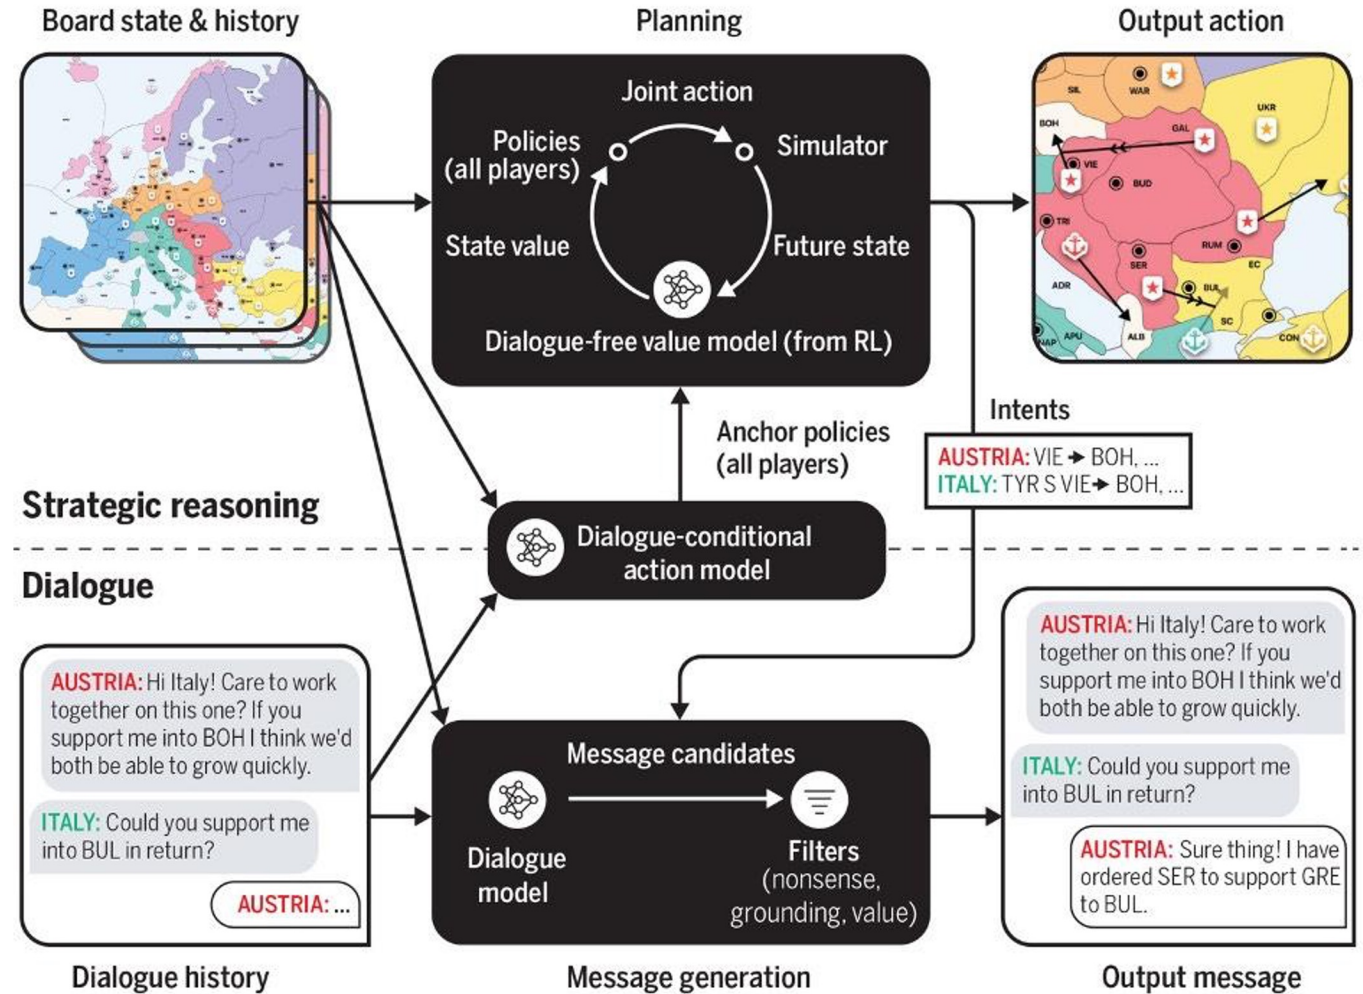 Board state & history
Planning
Output action
Joint action
Policies
(all players)
Simulator
State value
Future state
Dialogue-free value model (from RL)
SIL
WAR
UKR
BOH
GAL
VIE
BUD
TRI
RUM
SER
EC
ADR
BUL
SC
NAP
APU
ALB
CON
Anchor policies
(all players)
Intents
AUSTRIA: VIE → BOH, ...
ITALY: TYR S VIE → BOH, ...
Strategic reasoning
Dialogue-conditional
action model
Dialogue
AUSTRIA: Hi Italy! Care to work
together on this one? If you
support me into BOH I think we'd
both be able to grow quickly.
ITALY: Could you support me
into BUL in return?
AUSTRIA: ...
Message candidates
Dialogue
model
Filters
(nonsense,
grounding, value)
AUSTRIA: Hi Italy! Care to work
together on this one? If you
support me into BOH I think we'd
both be able to grow quickly.
ITALY: Could you support me
into BUL in return?
AUSTRIA: Sure thing! I have
ordered SER to support GRE
to BUL.
Dialogue history
Message generation
Output message